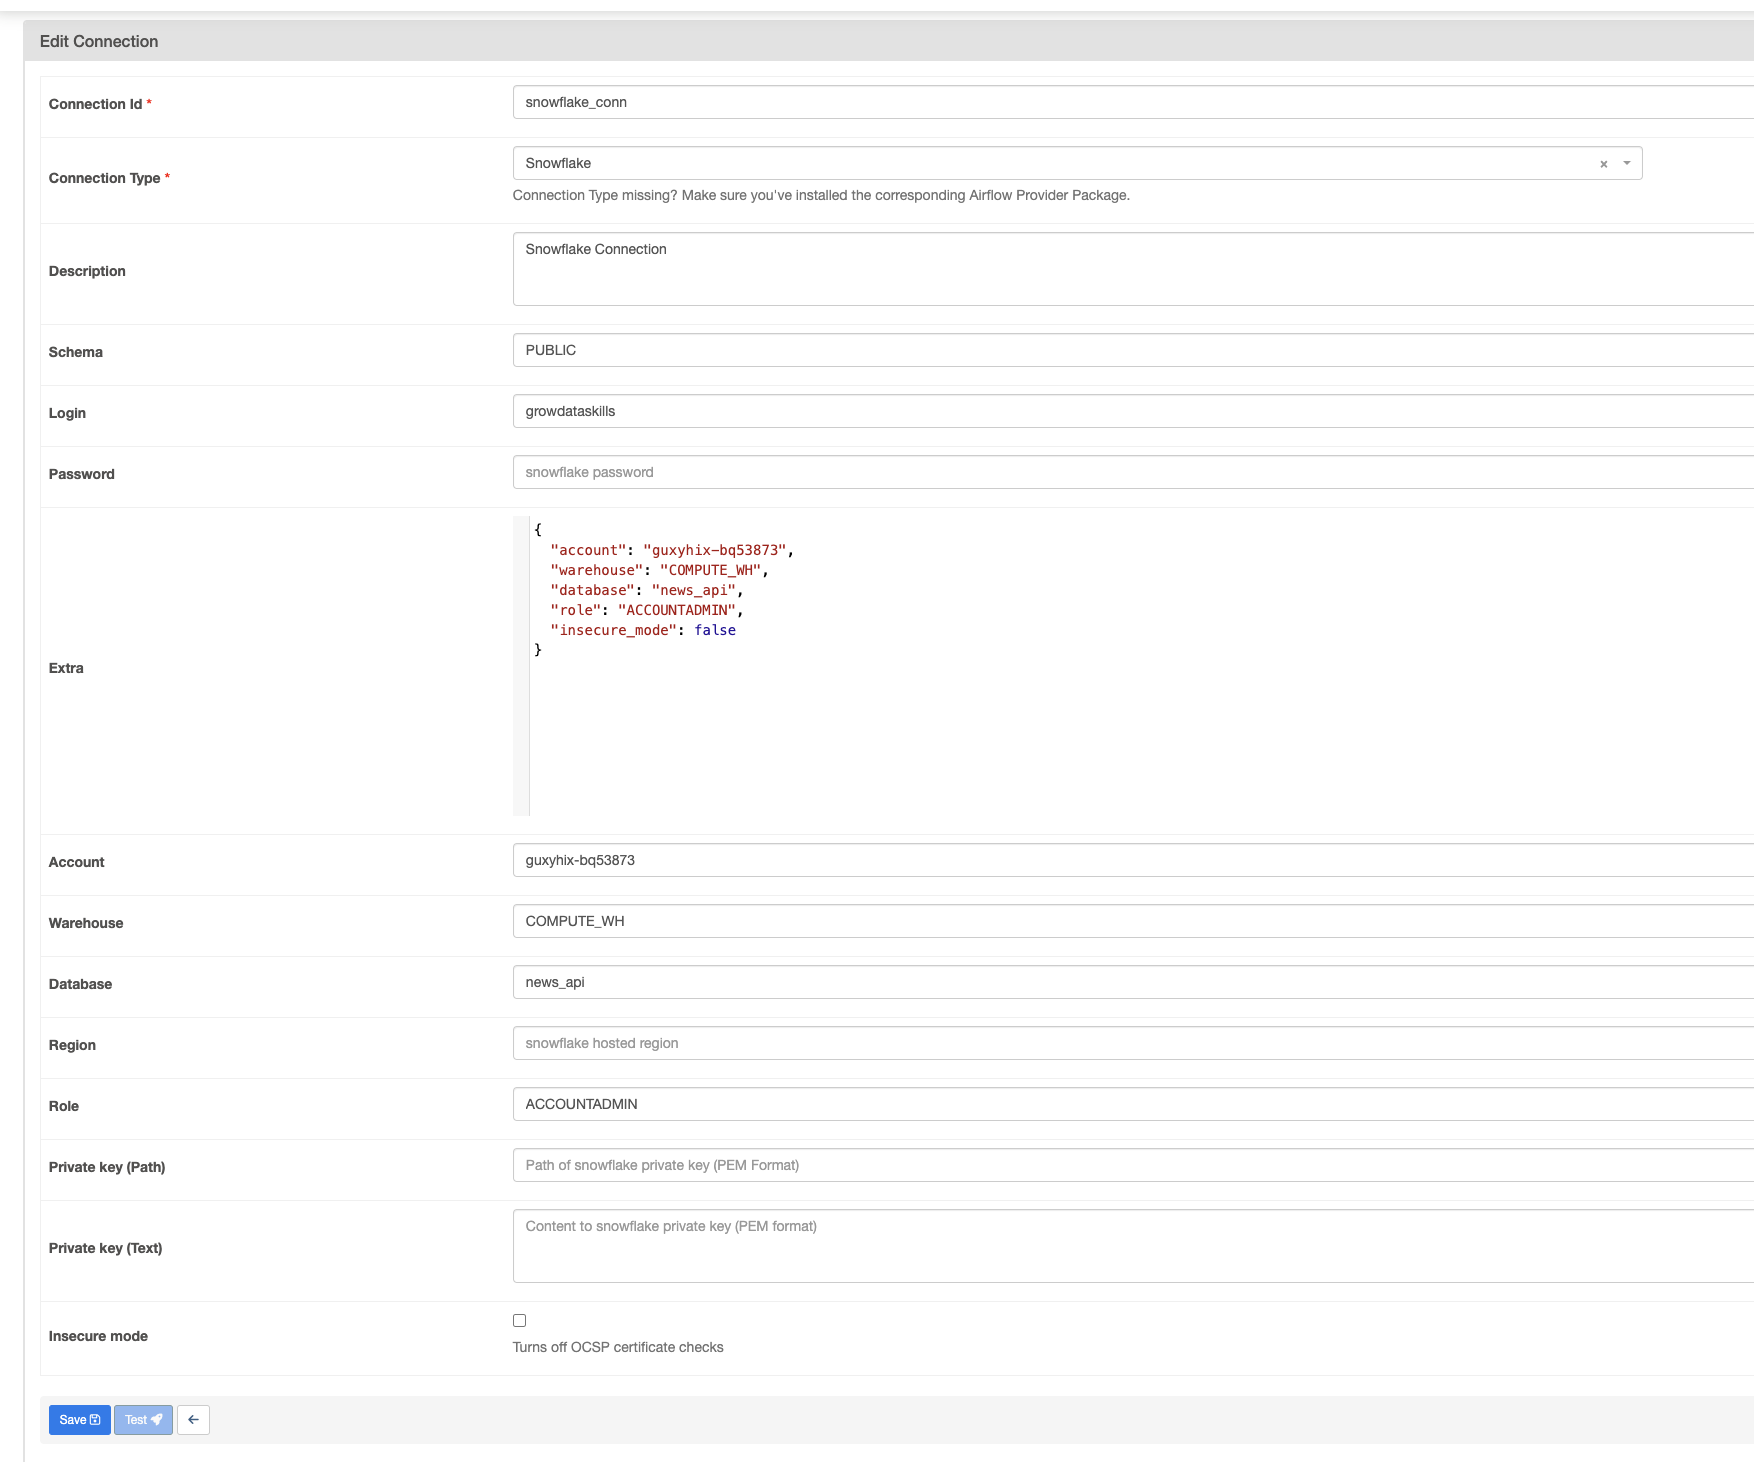 Edit Connection
Connection Id *
snowflake_conn
Connection Type *
Snowflake
Connection Type missing? Make sure you've installed the corresponding Airflow Provider Package.
Description
Snowflake Connection
Schema
PUBLIC
Login
growdataskills
Password
snowflake password
Extra
{
"account": "guxyhix-bq53873",
"warehouse": "COMPUTE_WH",
"database": "news_api",
"role": "ACCOUNTADMIN",
"insecure_mode": false
}
Account
guxyhix-bq53873
Warehouse
COMPUTE_WH
Database
news_api
Region
snowflake hosted region
Role
ACCOUNTADMIN
Private key (Path)
Path of snowflake private key (PEM Format)
Private key (Text)
Content to snowflake private key (PEM format)
Insecure mode
Turns off OCSP certificate checks
Save
Test